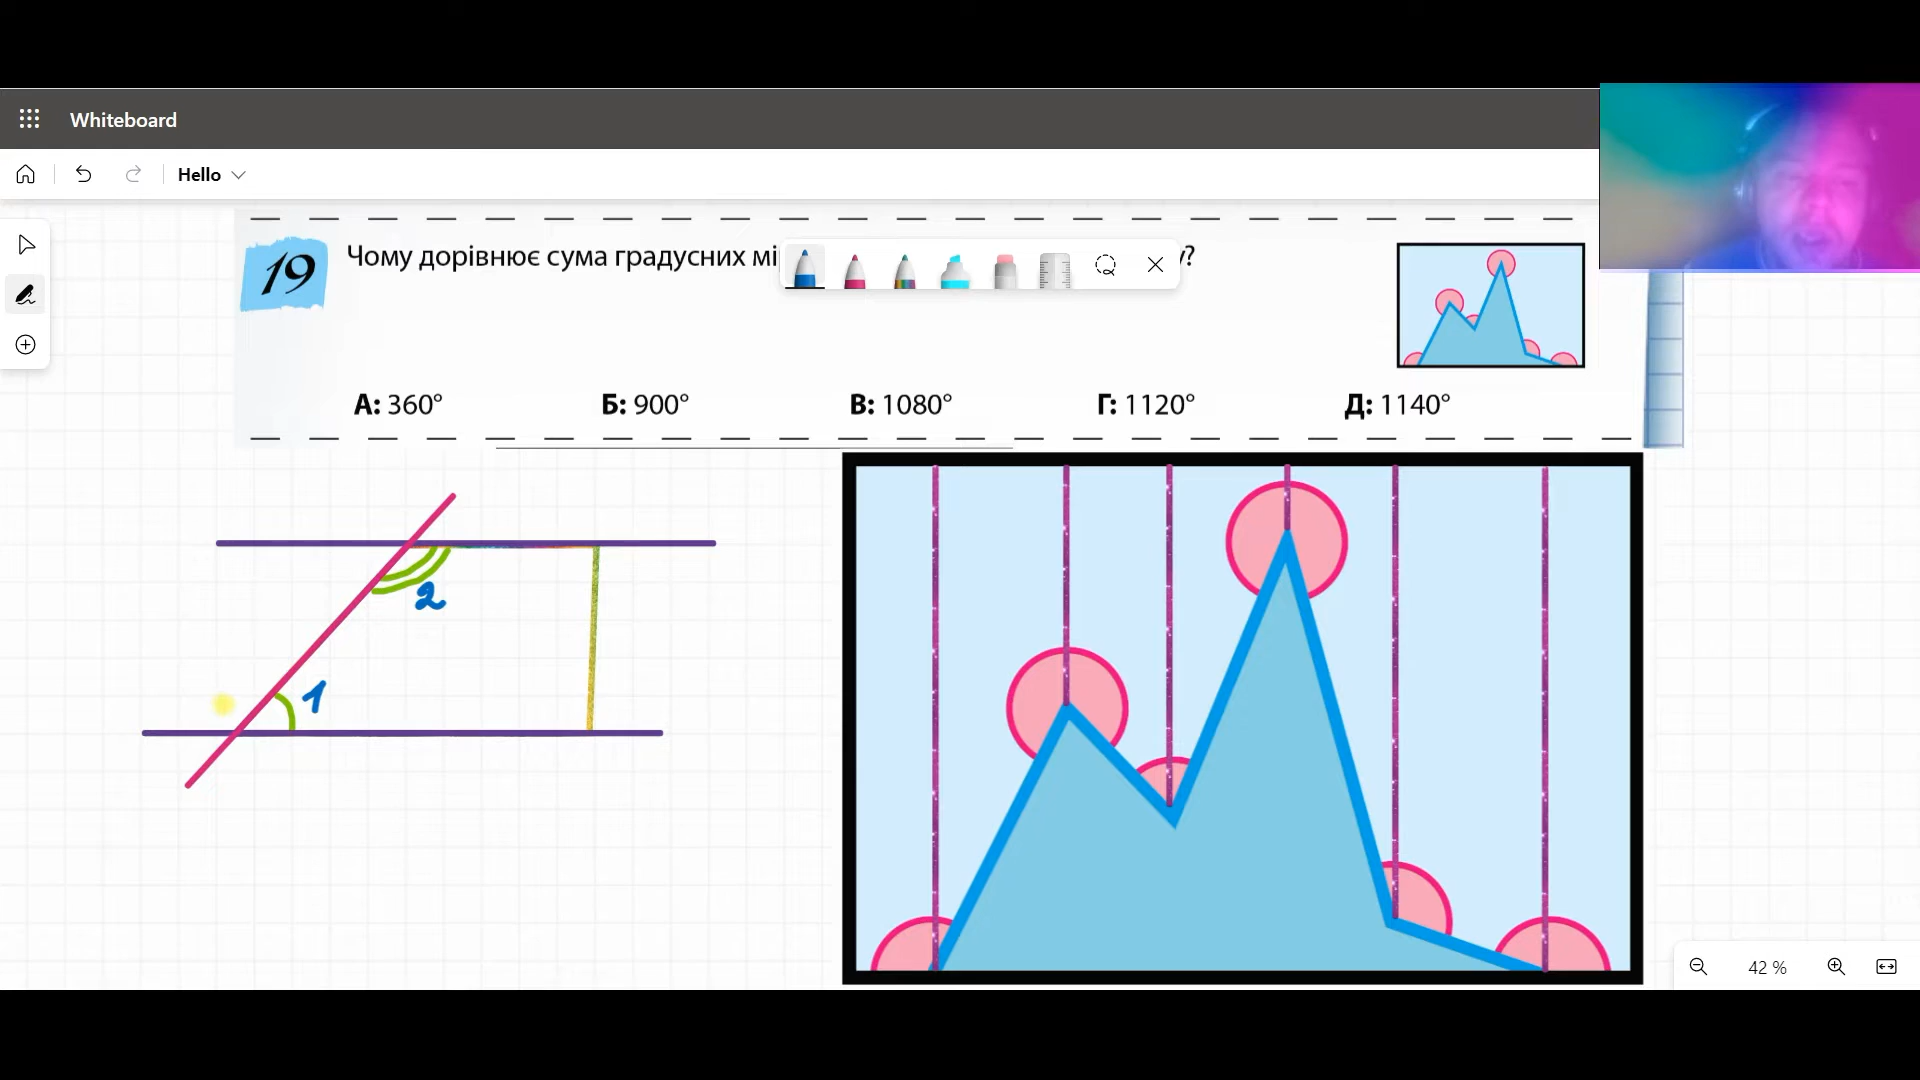 Whiteboard
Hello
19
Чому дорівнює сума градусних мі у?
А: 360° Б: 900° В: 1080° Г: 1120° Д: 1140°
2
1
42 %